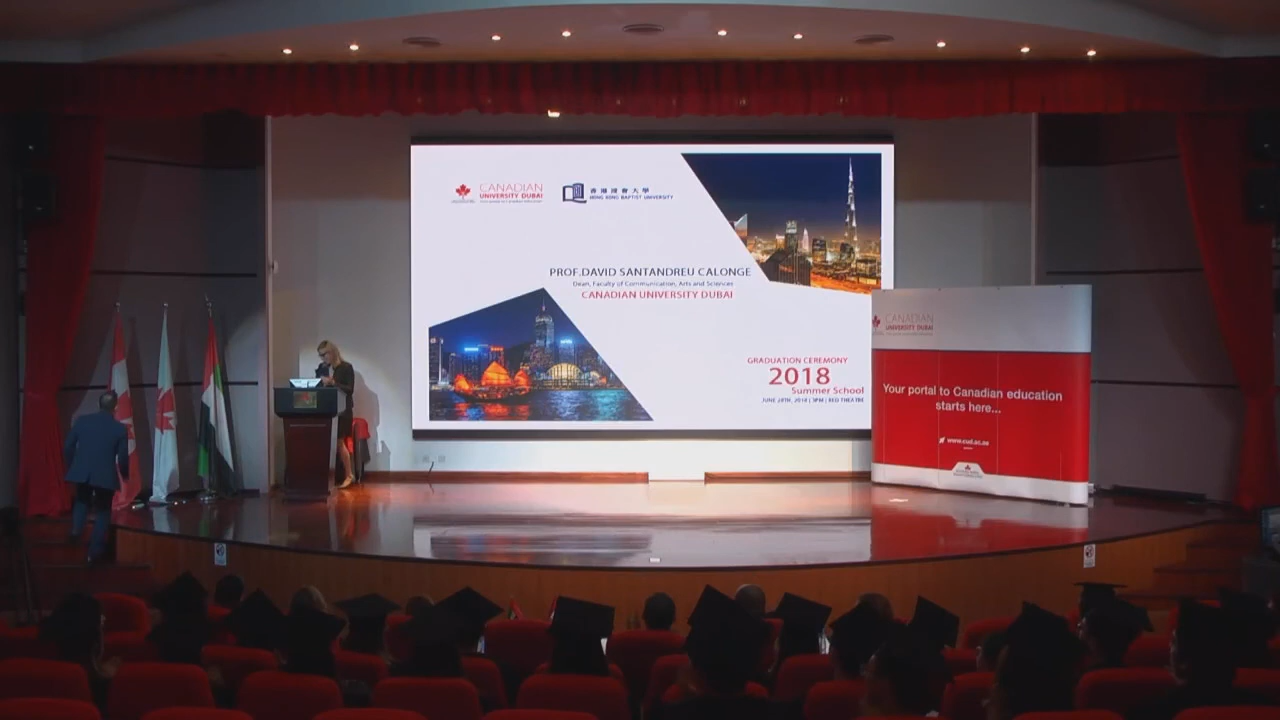 CANADIAN
UNIVERSITY DUBAI
香港浸會大學
HONG KONG BAPTIST UNIVERSITY
PROF.DAVID SANTANDREU CALONGE
Dean, Faculty of Communication, Arts and Sciences
CANADIAN UNIVERSITY DUBAI
GRADUATION CEREMONY
2018
Summer School
JUNE 28TH, 2018 | 3PM | RED THEATRE
CANADIAN
UNIVERSITY DUBAI
Your portal to Canadian education
starts here...
www.cud.ac.ae